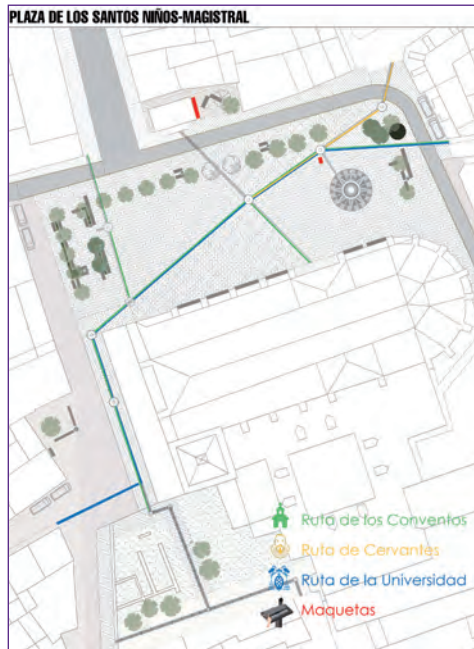 PLAZA DE LOS SANTOS NIÑOS-MAGISTRAL
Ruta de los Conventos
Ruta de Cervantes
Ruta de la Universidad
Maquetas